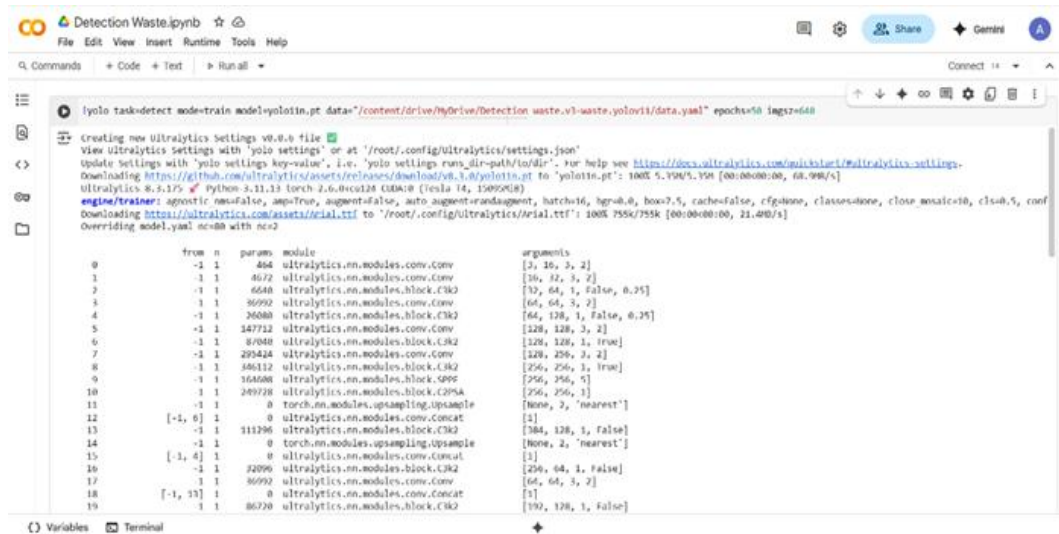 CO Detection Waste.ipynb
File Edit View Insert Runtime Tools Help
Share Gemini A
Commands + Code + Text Run all Connect T4
!yolo task=detect mode=train model=yolo11n.pt data="/content/drive/MyDrive/Detection waste.v3-waste.yolov11/data.yaml" epochs=50 imgsz=640
Creating new Ultralytics Settings v0.0.6 file ✅
View Ultralytics Settings with 'yolo settings' or at '/root/.config/Ultralytics/settings.json'
Update Settings with 'yolo settings key=value', i.e. 'yolo settings runs_dir=path/to/dir'. For help see https://docs.ultralytics.com/quickstart/#ultralytics-settings.
Downloading https://github.com/ultralytics/assets/releases/download/v8.3.0/yolo11n.pt to 'yolo11n.pt': 100% 5.35M/5.35M [00:00<00:00, 68.9MB/s]
Ultralytics 8.3.175 🚀 Python-3.11.13 torch-2.6.0+cu124 CUDA:0 (Tesla T4, 15095MiB)
engine/trainer: agnostic_nms=False, amp=True, augment=False, auto_augment=randaugment, batch=16, bgr=0.0, box=7.5, cache=False, cfg=None, classes=None, close_mosaic=10, cls=0.5, conf
Downloading https://ultralytics.com/assets/Arial.ttf to '/root/.config/Ultralytics/Arial.ttf': 100% 755k/755k [00:00<00:00, 21.4MB/s]
Overriding model.yaml nc=80 with nc=2
from n params module arguments
0 -1 1 464 ultralytics.nn.modules.conv.Conv [3, 16, 3, 2]
1 -1 1 4672 ultralytics.nn.modules.conv.Conv [16, 32, 3, 2]
2 -1 1 6640 ultralytics.nn.modules.block.C3k2 [32, 64, 1, False, 0.25]
3 -1 1 36992 ultralytics.nn.modules.conv.Conv [64, 64, 3, 2]
4 -1 1 26080 ultralytics.nn.modules.block.C3k2 [64, 128, 1, False, 0.25]
5 -1 1 147712 ultralytics.nn.modules.conv.Conv [128, 128, 3, 2]
6 -1 1 87040 ultralytics.nn.modules.block.C3k2 [128, 128, 1, True]
7 -1 1 295424 ultralytics.nn.modules.conv.Conv [128, 256, 3, 2]
8 -1 1 346112 ultralytics.nn.modules.block.C3k2 [256, 256, 1, True]
9 -1 1 164608 ultralytics.nn.modules.block.SPPF [256, 256, 5]
10 -1 1 249728 ultralytics.nn.modules.block.C2PSA [256, 256, 1]
11 -1 1 0 torch.nn.modules.upsampling.Upsample [None, 2, 'nearest']
12 [-1, 6] 1 0 ultralytics.nn.modules.conv.Concat [1]
13 -1 1 111296 ultralytics.nn.modules.block.C3k2 [384, 128, 1, False]
14 -1 1 0 torch.nn.modules.upsampling.Upsample [None, 2, 'nearest']
15 [-1, 4] 1 0 ultralytics.nn.modules.conv.Concat [1]
16 -1 1 32096 ultralytics.nn.modules.block.C3k2 [256, 64, 1, False]
17 -1 1 36992 ultralytics.nn.modules.conv.Conv [64, 64, 3, 2]
18 [-1, 13] 1 0 ultralytics.nn.modules.conv.Concat [1]
19 -1 1 86720 ultralytics.nn.modules.block.C3k2 [192, 128, 1, False]
{} Variables Terminal